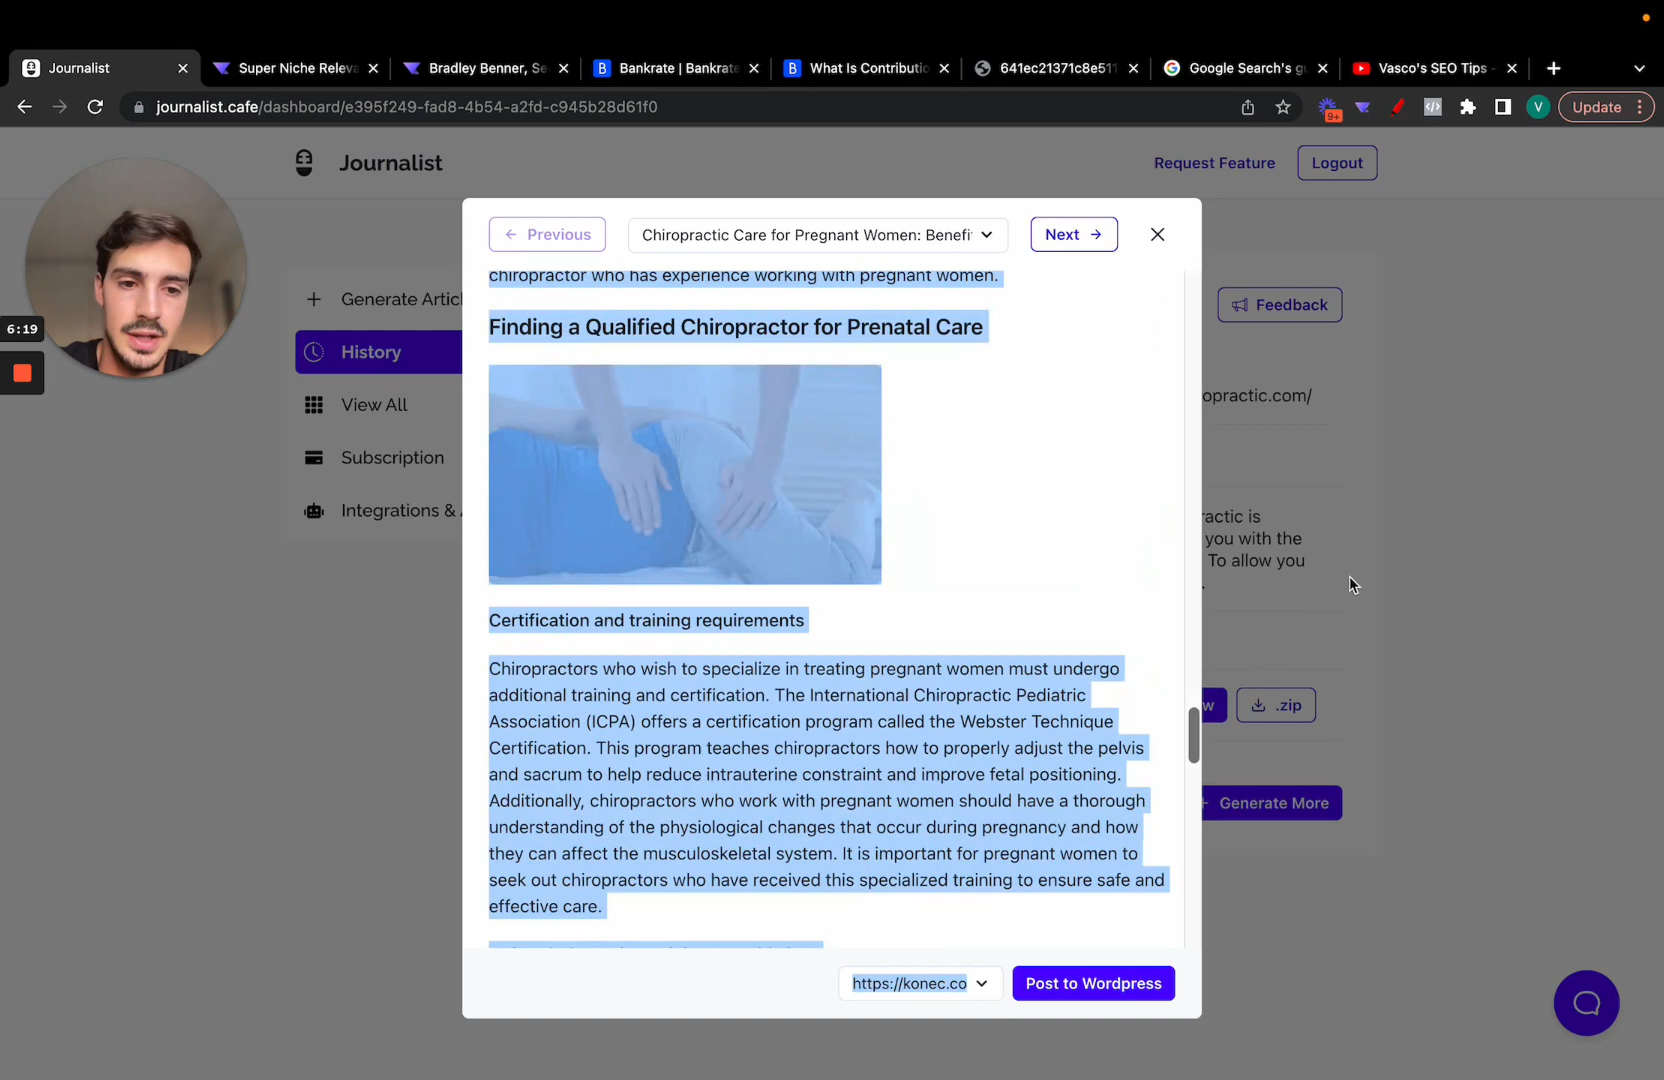 Journalist
Super Niche Releva
Bradley Benner, Se
Bankrate | Bankrate
What Is Contributio
641ec21371c8e511
Google Search's gu
Vasco's SEO Tips -
journalist.cafe/dashboard/e395f249-fad8-4b54-a2fd-c945b28d61f0
9+
V
Update
Journalist
Request Feature
Logout
Previous
Chiropractic Care for Pregnant Women: Benefi
Next
chiropractor who has experience working with pregnant women.
Generate Artic
Feedback
6:19
Finding a Qualified Chiropractor for Prenatal Care
History
View All
opractic.com/
Subscription
Integrations &
ractic is
you with the
To allow you
Certification and training requirements
Chiropractors who wish to specialize in treating pregnant women must undergo
additional training and certification. The International Chiropractic Pediatric
Association (ICPA) offers a certification program called the Webster Technique
Certification. This program teaches chiropractors how to properly adjust the pelvis
and sacrum to help reduce intrauterine constraint and improve fetal positioning.
Additionally, chiropractors who work with pregnant women should have a thorough
understanding of the physiological changes that occur during pregnancy and how
they can affect the musculoskeletal system. It is important for pregnant women to
seek out chiropractors who have received this specialized training to ensure safe and
effective care.
w
.zip
Generate More
https://konec.co
Post to Wordpress